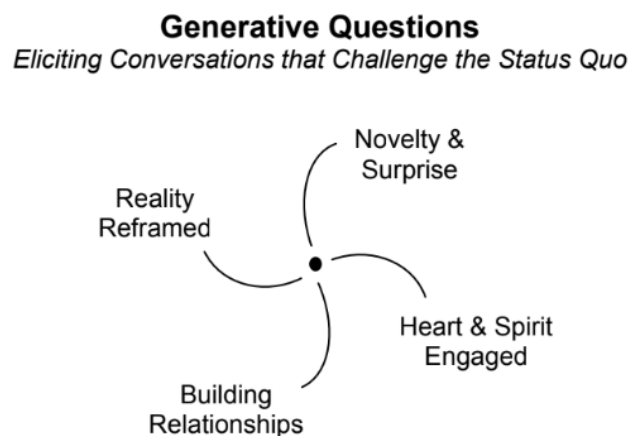 Generative Questions
Eliciting Conversations that Challenge the Status Quo
Novelty &
Surprise
Reality
Reframed
Heart & Spirit
Engaged
Building
Relationships